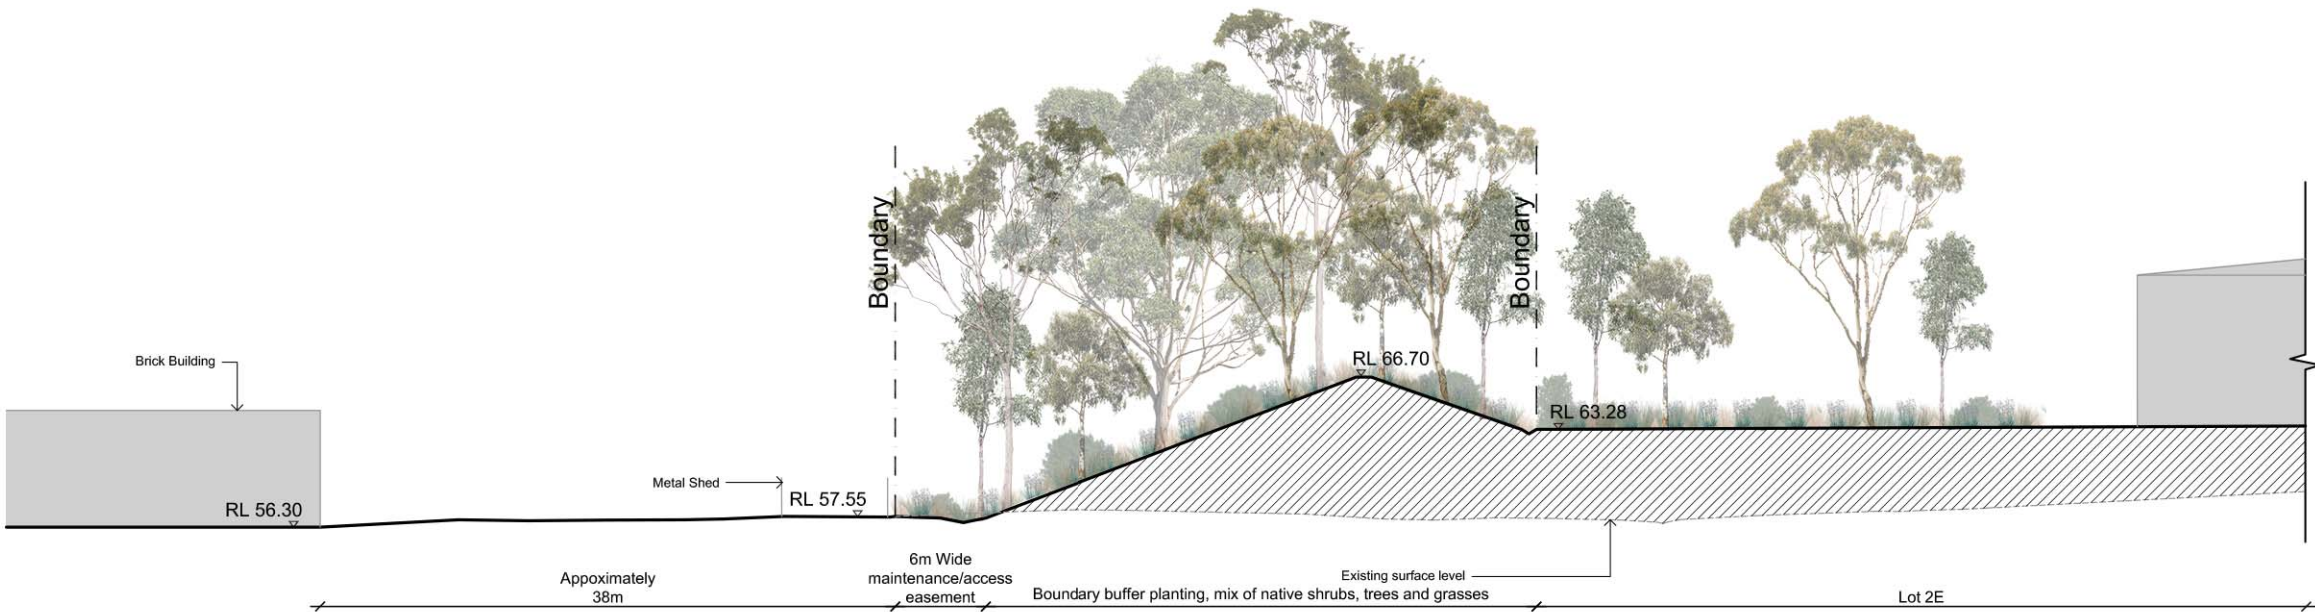 Boundary
Boundary
Brick Building
RL 66.70
RL 63.28
Metal Shed
RL 57.55
RL 56.30
Appoximately
38m
6m Wide
maintenance/access
easement
Existing surface level
Boundary buffer planting, mix of native shrubs, trees and grasses
Lot 2E